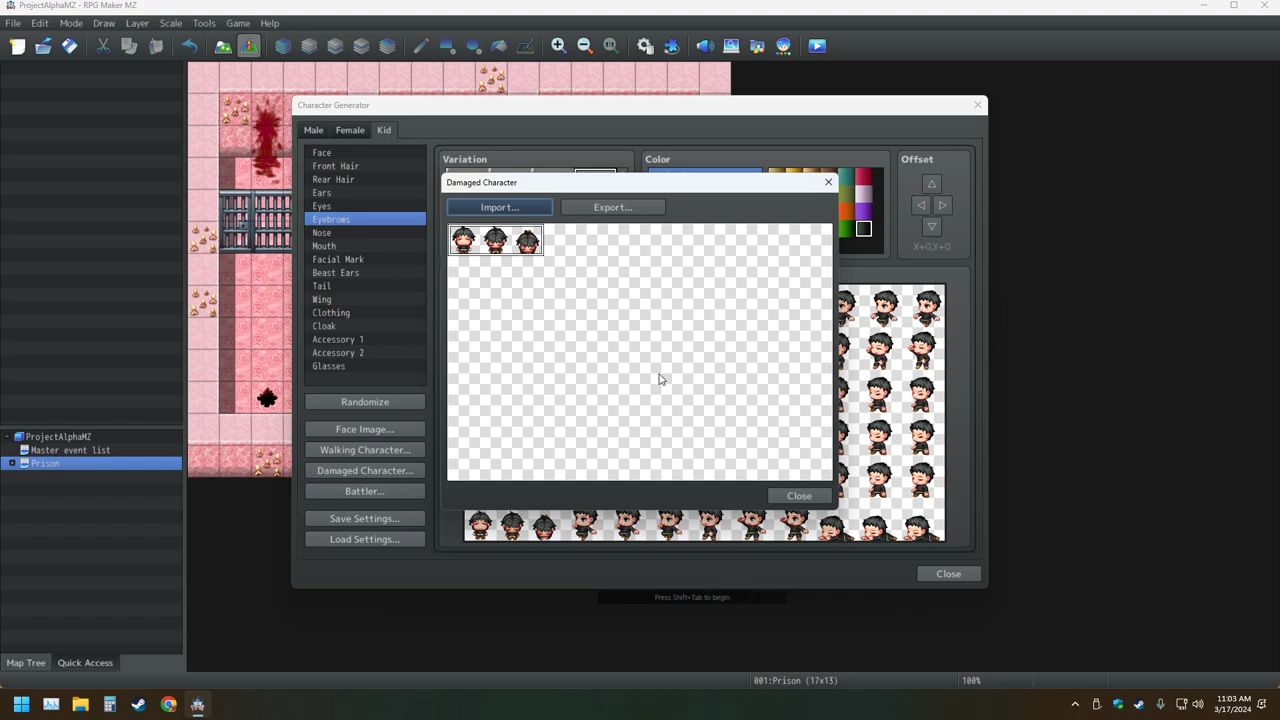 ProjectAlphaMZ - RPG Maker MZ
File Edit Mode Draw Layer Scale Tools Game Help
Character Generator
Male Female Kid
Face
Front Hair
Rear Hair
Ears
Eyes
Eyebrows
Nose
Mouth
Facial Mark
Beast Ears
Tail
Wing
Clothing
Cloak
Accessory 1
Accessory 2
Glasses
Randomize
Face Image...
Walking Character...
Damaged Character...
Battler...
Save Settings...
Load Settings...
Variation
Color
Offset
X+0,Y+0
Damaged Character
Import...
Export...
Close
Close
Press Shift+Tab to begin
ProjectAlphaMZ
Master event list
Prison
Map Tree Quick Access
001:Prison (17x13) 100%
11:03 AM
3/17/2024